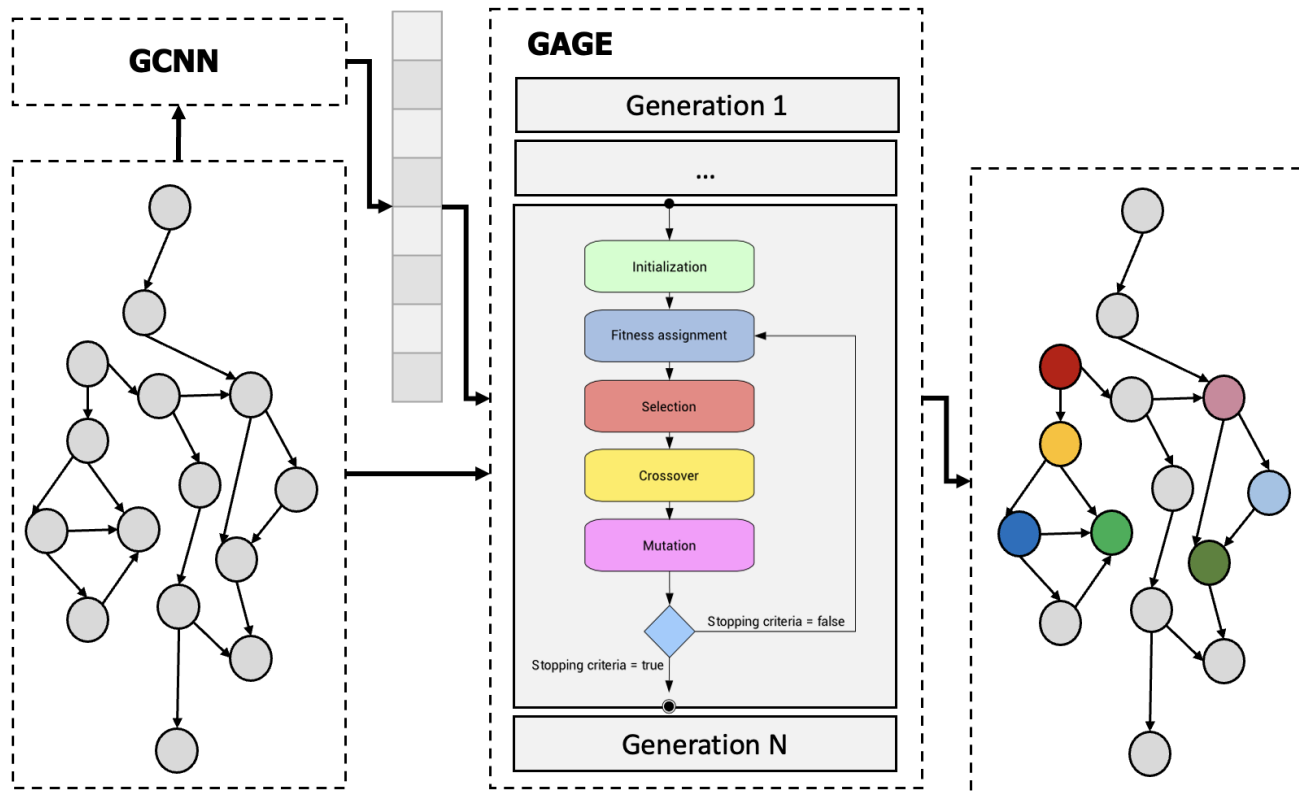 GCNN
GAGE
Generation 1
...
Initialization
Fitness assignment
Selection
Crossover
Mutation
Stopping criteria = false
Stopping criteria = true
Generation N